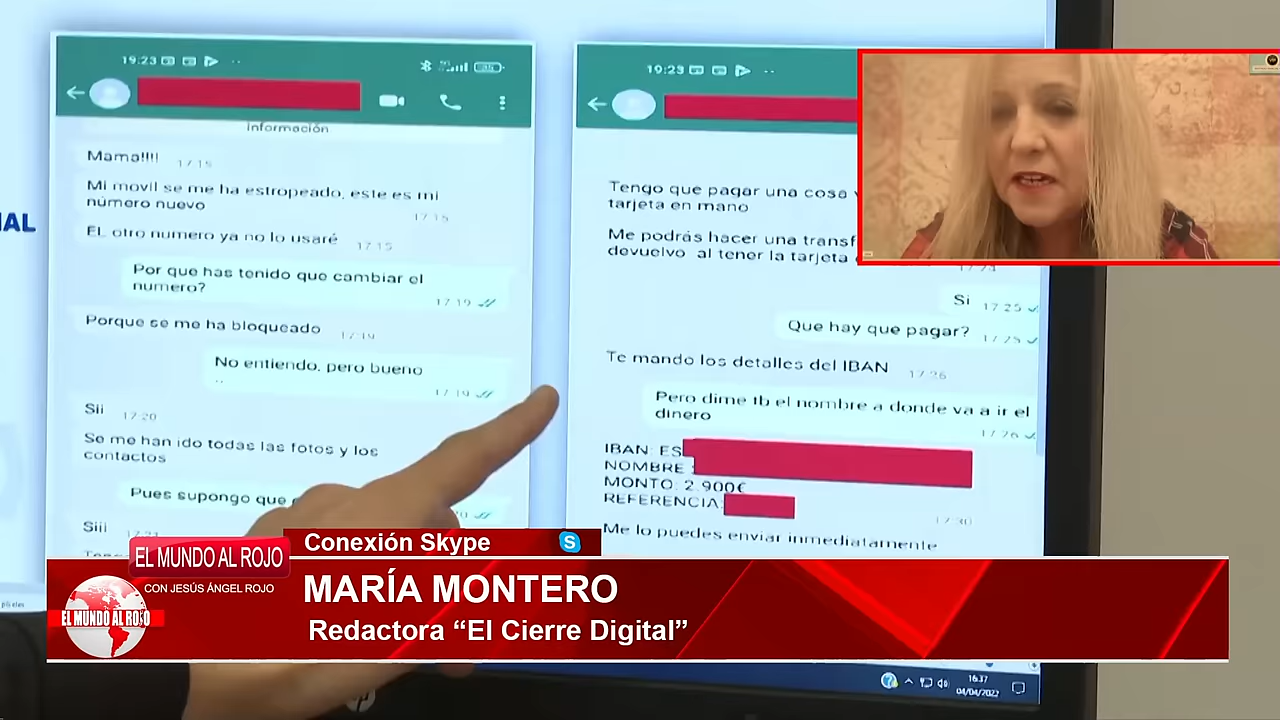 19:23
Información
Mama!!!! 17:15
Mi movil se me ha estropeado, este es mi
número nuevo
17:15
EL otro numero ya no lo usaré 17:15
Por que has tenido que cambiar el
numero?
17:19
Porque se me ha bloqueado 17:19
No entiendo, pero bueno
..
17:19
Sii 17:20
Se me han ido todas las fotos y los
contactos
Pues supongo que
Siii
19:23
Tengo que pagar una cosa
tarjeta en mano
Me podrás hacer una transf
devuelvo al tener la tarjeta
Si 17:25
Que hay que pagar? 17:25
Te mando los detalles del IBAN 17:26
Pero dime tb el nombre a donde va a ir el
dinero
17:26
IBAN: ES
NOMBRE
MONTO: 2.900€
REFERENCIA:
17:30
Me lo puedes enviar inmediatamente
IAL
Conexión Skype
EL MUNDO AL ROJO
CON JESÚS ÁNGEL ROJO
EL MUNDO AL ROJO
MARÍA MONTERO
Redactora “El Cierre Digital”
16:37
04/04/2022